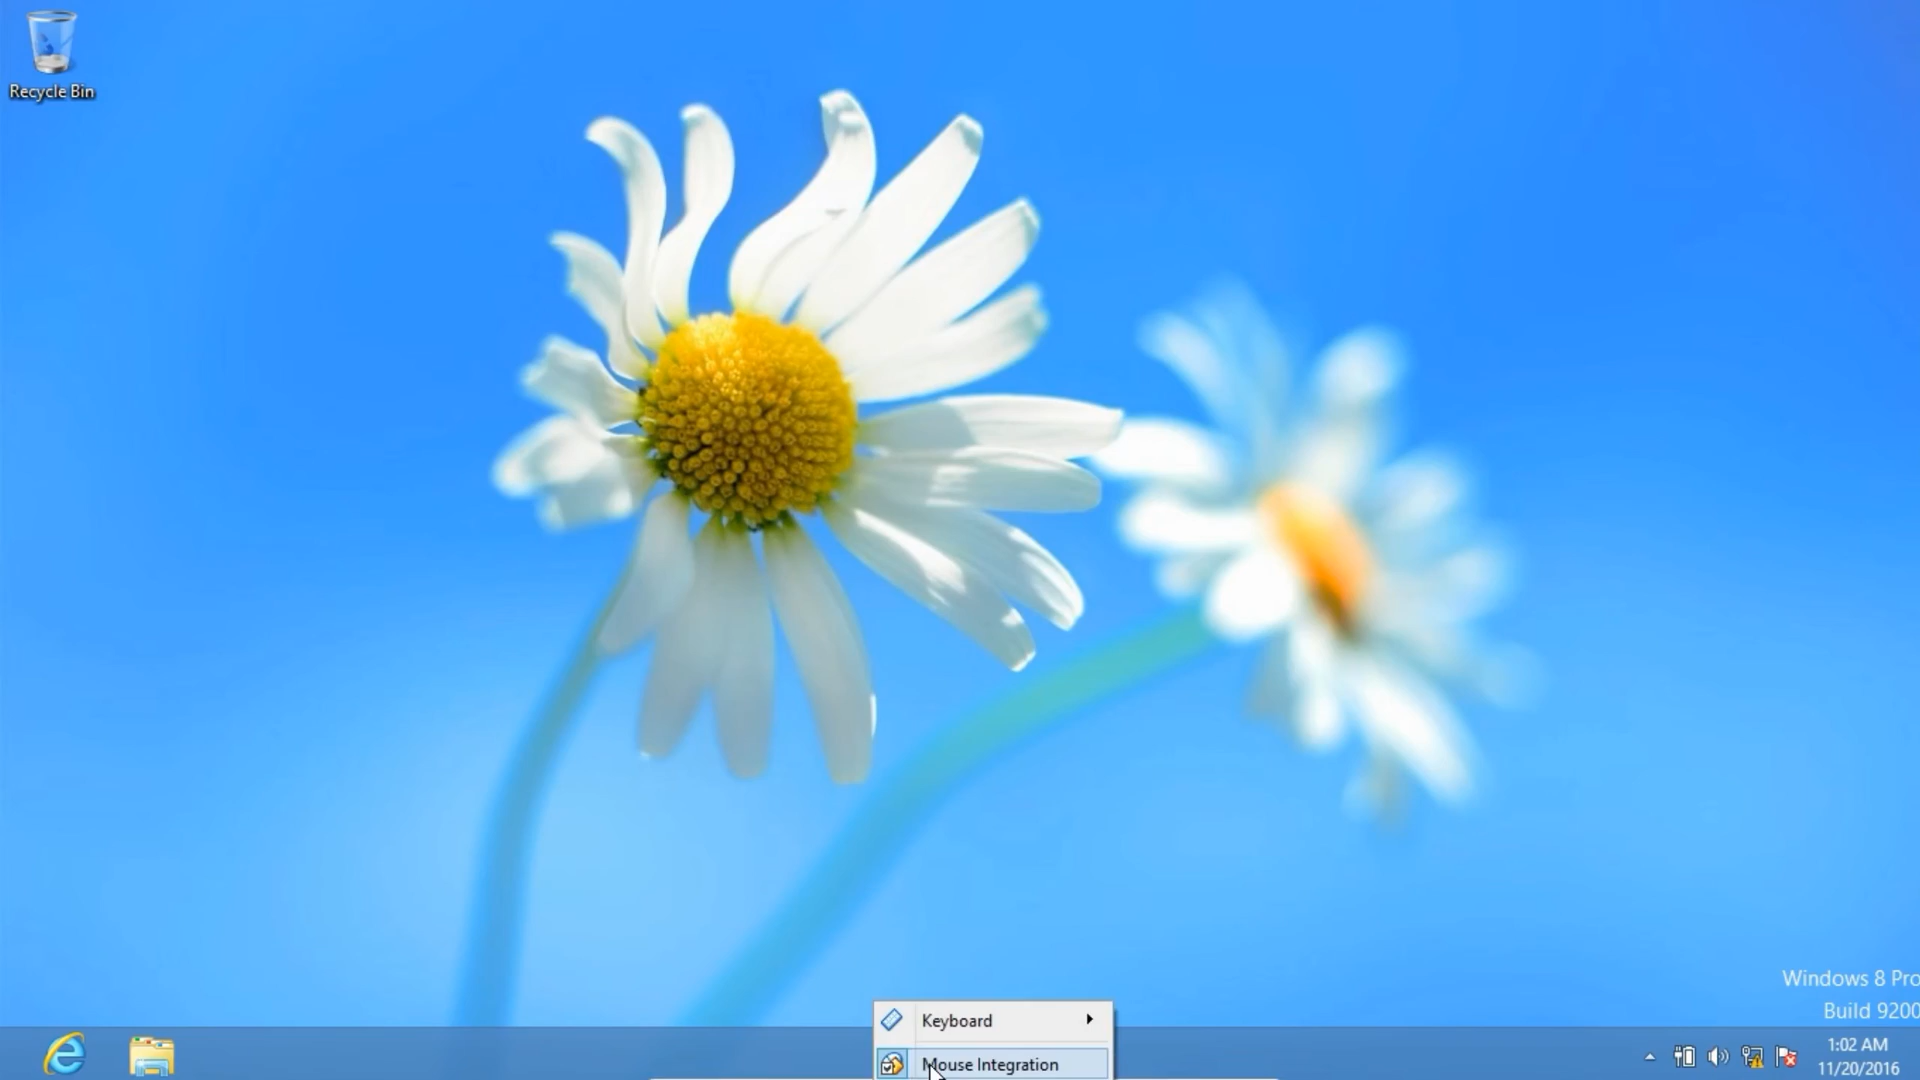 Recycle Bin
Windows 8 Pro
Build 9200
Keyboard
Mouse Integration
1:02 AM
11/20/2016